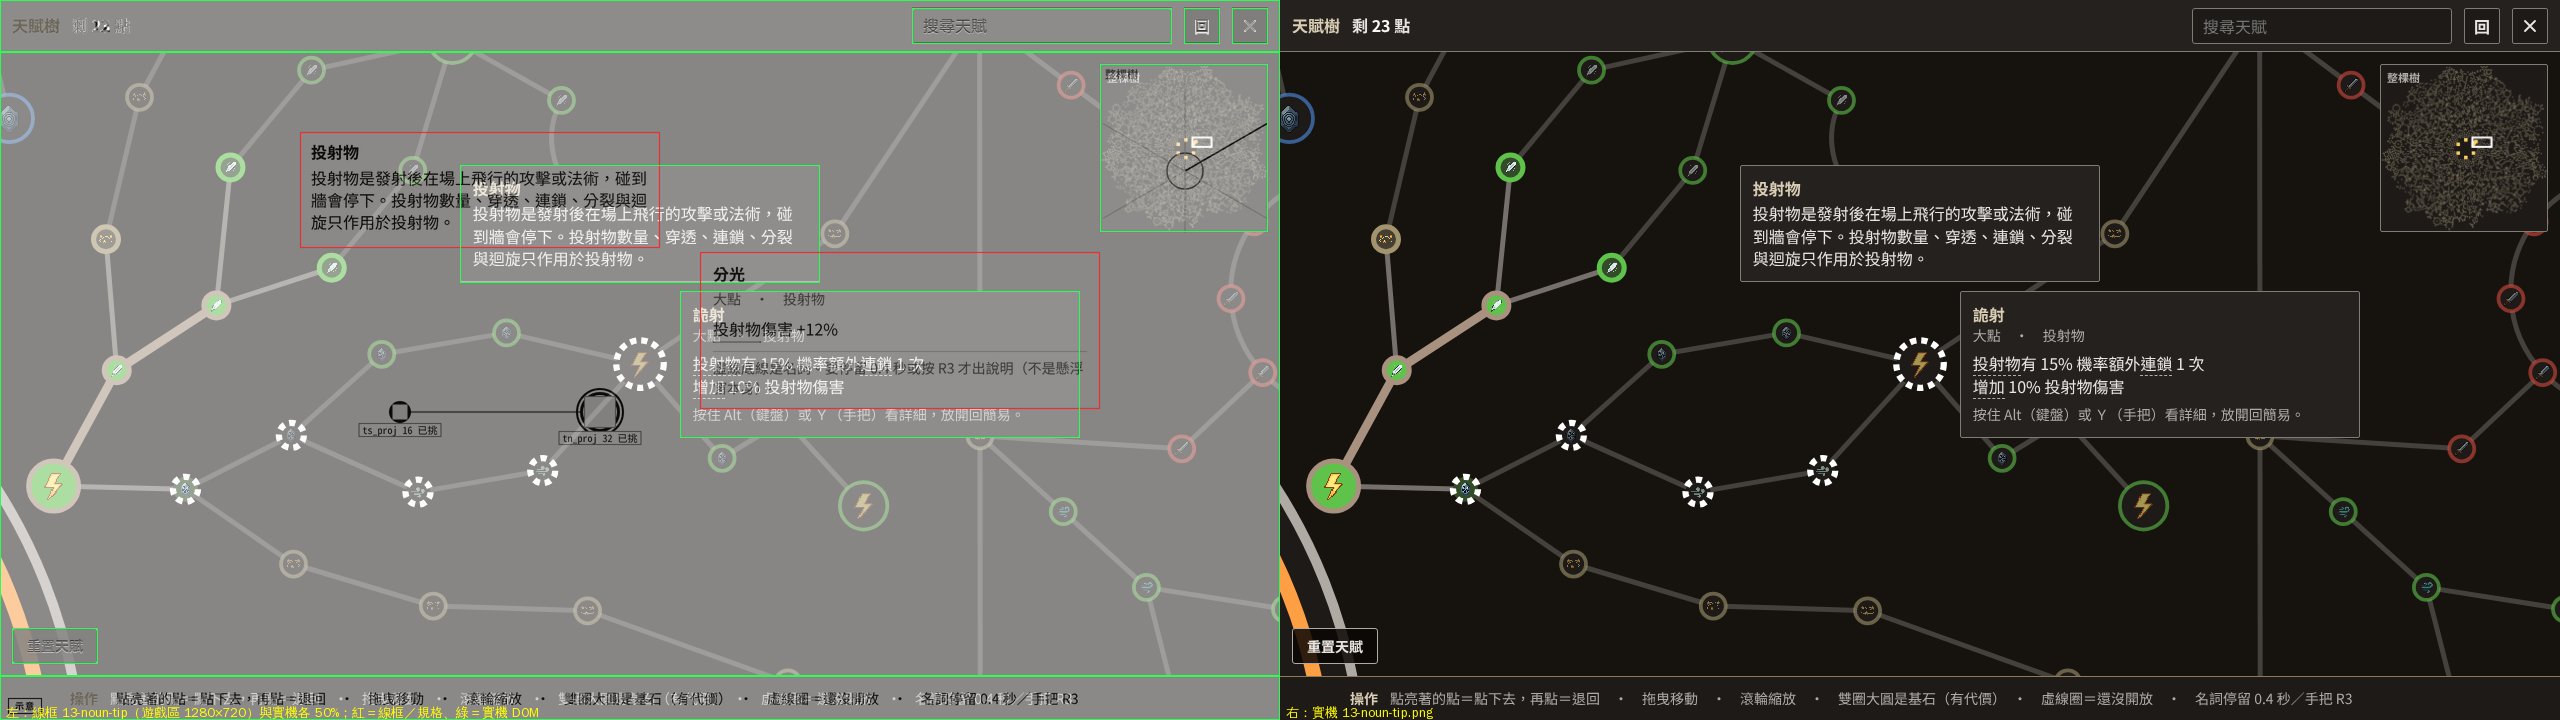 天賦樹
搜尋天賦
回
整棵樹
投射物
投射物是發射後在場上飛行的攻擊或法術，碰到
牆會停下。投射物數量、穿透、連鎖、分裂與迴
旋只作用於投射物。
投射物
投射物是發射後在場上飛行的攻擊或法術，碰
到牆會停下。投射物數量、穿透、連鎖、分裂
與迴旋只作用於投射物。
分光
大點 ・ 投射物
投射物傷害 +12%
詭射
大點 投射物
投射物有 15% 機率額外連鎖 1 次
增加 10% 投射物傷害
按住 Alt（鍵盤）或 Y（手把）看詳細，放開回簡易。
ts_proj 16 已挑
tn_proj 32 已挑
重置天賦
操作 點亮著的點＝點下去，再點＝退回 ・ 拖曳移動 ・ 滾輪縮放 ・ 雙圈大圓是基石（有代價） ・ 虛線圈＝還沒開放 ・ 名詞停留 0.4 秒／手把 R3
示意
左：線框 13-noun-tip（遊戲區 1280×720）與實機各 50%；紅＝線框／規格、綠＝實機 DOM
天賦樹 剩 23 點
搜尋天賦
回
✕
整棵樹
投射物
投射物是發射後在場上飛行的攻擊或法術，碰
到牆會停下。投射物數量、穿透、連鎖、分裂
與迴旋只作用於投射物。
詭射
大點 ・ 投射物
投射物有 15% 機率額外連鎖 1 次
增加 10% 投射物傷害
按住 Alt（鍵盤）或 Y（手把）看詳細，放開回簡易。
重置天賦
操作 點亮著的點＝點下去，再點＝退回 ・ 拖曳移動 ・ 滾輪縮放 ・ 雙圈大圓是基石（有代價） ・ 虛線圈＝還沒開放 ・ 名詞停留 0.4 秒／手把 R3
右：實機 13-noun-tip.png